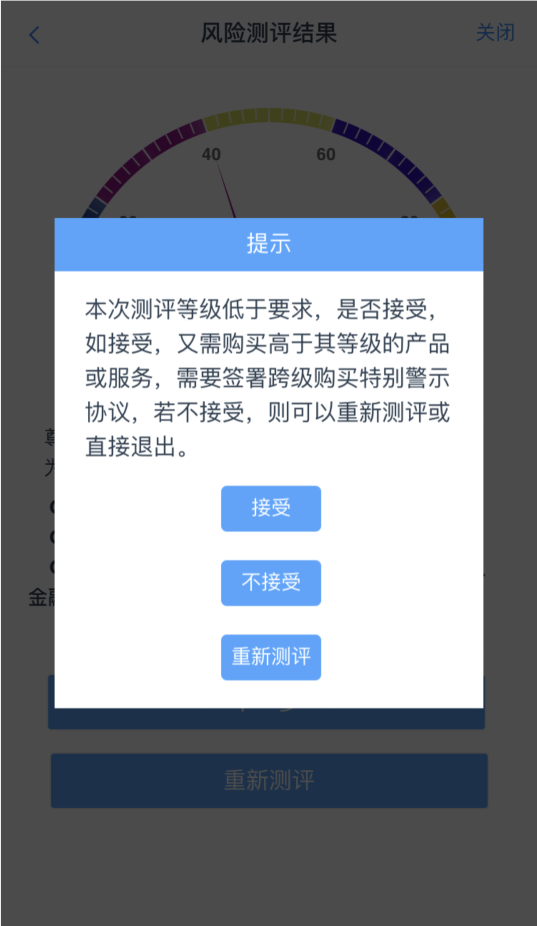 风险测评结果
关闭
40
60
提示
本次测评等级低于要求，是否接受，
如接受，又需购买高于其等级的产品
或服务，需要签署跨级购买特别警示
协议，若不接受，则可以重新测评或
直接退出。
接受
不接受
重新测评
金融
重新测评